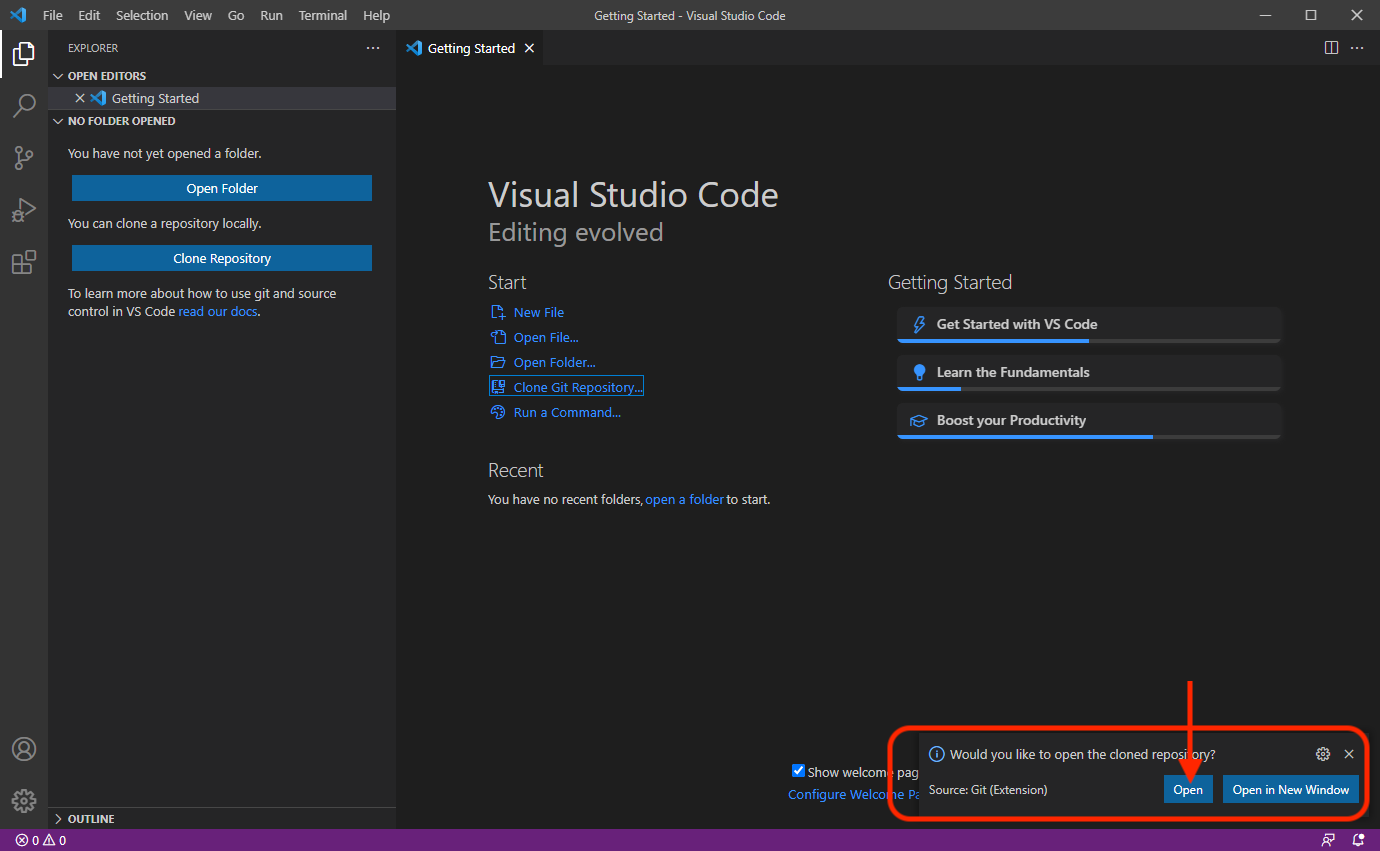 File Edit Selection View Go Run Terminal Help
Getting Started - Visual Studio Code
EXPLORER
OPEN EDITORS
Getting Started
NO FOLDER OPENED
You have not yet opened a folder.
Open Folder
You can clone a repository locally.
Clone Repository
To learn more about how to use git and source
control in VS Code read our docs.
OUTLINE
Getting Started
Visual Studio Code
Editing evolved
Start
New File
Open File...
Open Folder...
Clone Git Repository...
Run a Command...
Recent
You have no recent folders, open a folder to start.
Getting Started
Get Started with VS Code
Learn the Fundamentals
Boost your Productivity
Show welcome pag
Configure Welcome Pa
Would you like to open the cloned repository?
Source: Git (Extension)
Open
Open in New Window
0 0